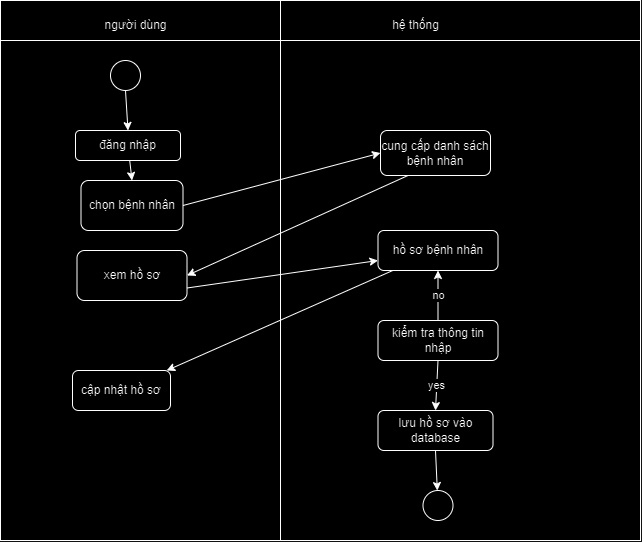 người dùng
hệ thống
đăng nhập
cung cấp danh sách
bệnh nhân
chọn bệnh nhân
hồ sơ bệnh nhân
xem hồ sơ
no
kiểm tra thông tin
nhập
yes
cập nhật hồ sơ
lưu hồ sơ vào
database